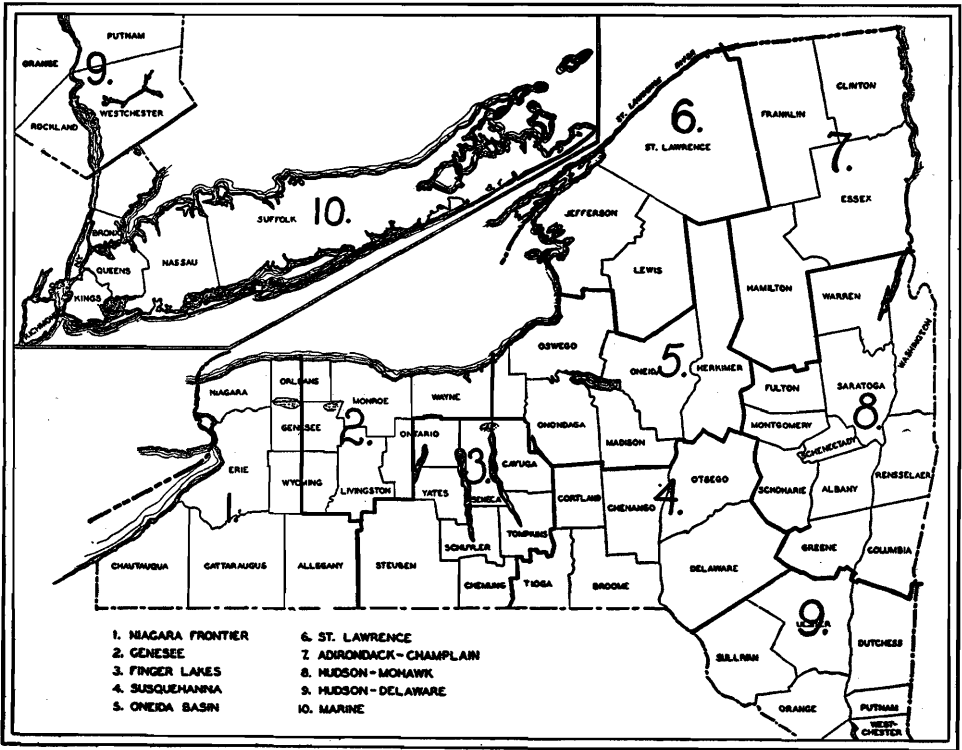 PUTNAM
ORANGE
9.
WESTCHESTER
ROCKLAND
BRONX
QUEENS
NASSAU
SUFFOLK
10.
KINGS
RICHMOND
ST. LAWRENCE RIVER
6.
ST. LAWRENCE
FRANKLIN
CLINTON
7.
ESSEX
JEFFERSON
LEWIS
HAMILTON
WARREN
WASHINGTON
OSWEGO
ONEIDA
5.
HERKIMER
FULTON
SARATOGA
8.
MONTGOMERY
SCHENECTADY
RENSSELAER
NIAGARA
ORLEANS
MONROE
WAYNE
GENESEE
2.
ONTARIO
ONONDAGA
MADISON
CAYUGA
3.
ERIE
WYOMING
LIVINGSTON
YATES
SENECA
CORTLAND
CHENANGO
4.
OTSEGO
SCHOHARIE
ALBANY
SCHUYLER
TOMPKINS
GREENE
COLUMBIA
CHAUTAUQUA
CATTARAUGUS
ALLEGANY
STEUBEN
CHEMUNG
TIOGA
BROOME
DELAWARE
9.
ULSTER
DUTCHESS
SULLIVAN
ORANGE
PUTNAM
WEST-
CHESTER
1. NIAGARA FRONTIER
2. GENESEE
3. FINGER LAKES
4. SUSQUEHANNA
5. ONEIDA BASIN
6. ST. LAWRENCE
7. ADIRONDACK-CHAMPLAIN
8. HUDSON-MOHAWK
9. HUDSON-DELAWARE
10. MARINE